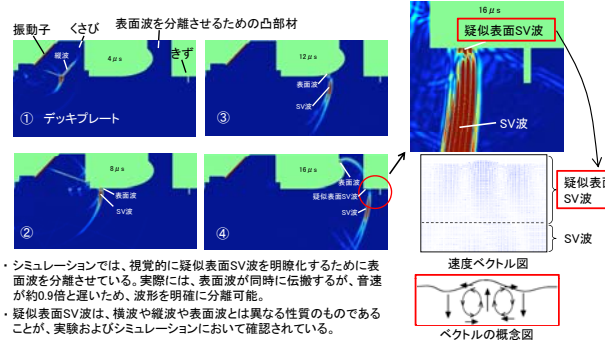 振動子
くさび
表面波を分離させるための凸部材
縦波
4μs
きず
① デッキプレート
12μs
表面波
SV波
③
8μs
表面波
SV波
②
16μs
表面波
疑似表面SV波
SV波
④
16μs
疑似表面SV波
SV波
疑似表面
SV波
SV波
速度ベクトル図
ベクトルの概念図
・シミュレーションでは、視覚的に疑似表面SV波を明瞭化するために表
面波を分離させている。実際には、表面波が同時に伝搬するが、音速
が約0.9倍と遅いため、波形を明確に分離可能。
・疑似表面SV波は、横波や縦波や表面波とは異なる性質のものである
ことが、実験およびシミュレーションにおいて確認されている。